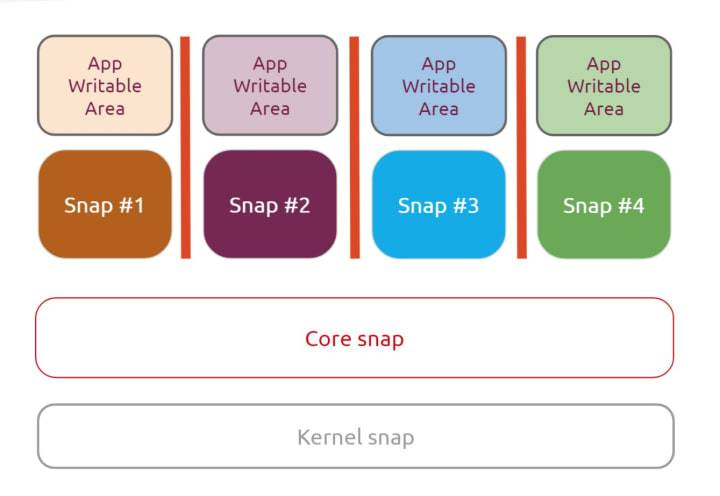 App
Writable
Area
App
Writable
Area
App
Writable
Area
App
Writable
Area
Snap #1
Snap #2
Snap #3
Snap #4
Core snap
Kernel snap